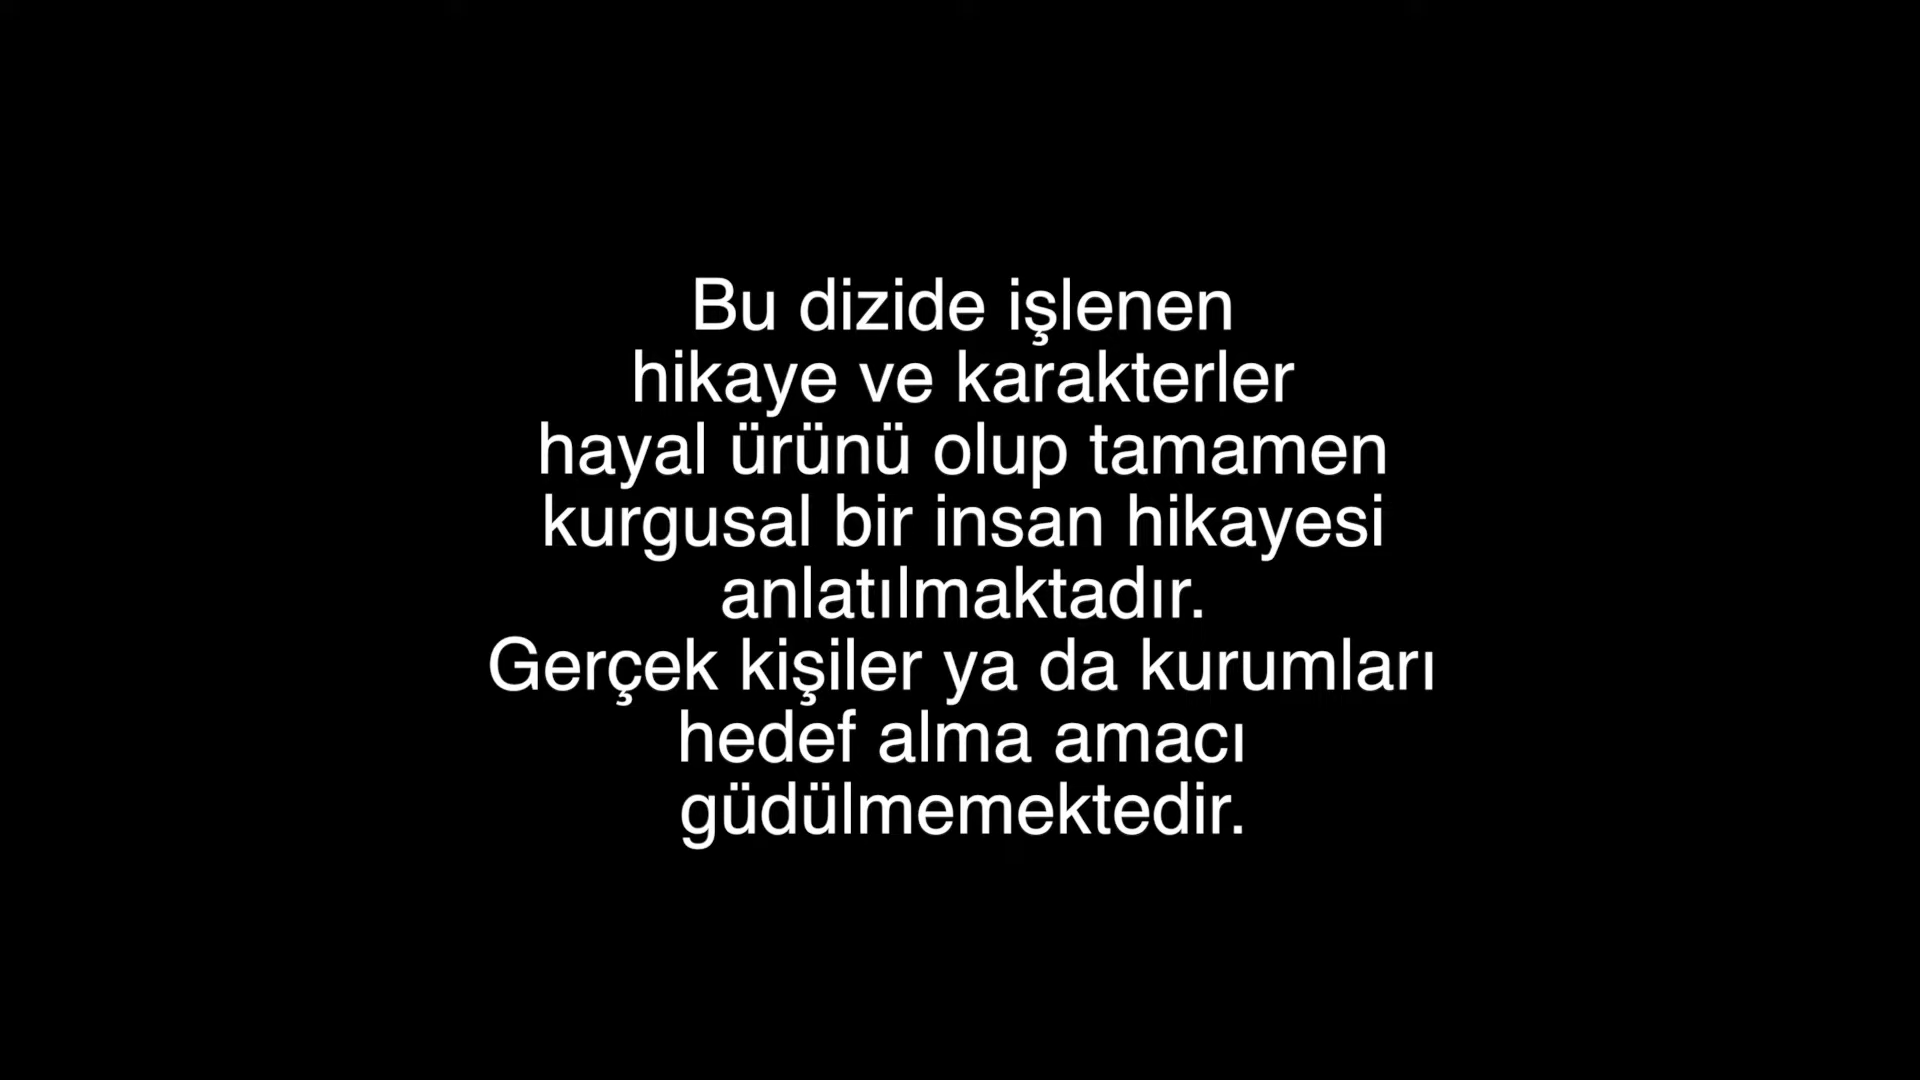 Bu dizide işlenen
hikaye ve karakterler
hayal ürünü olup tamamen
kurgusal bir insan hikayesi
anlatılmaktadır.
Gerçek kişiler ya da kurumları
hedef alma amacı
güdülmemektedir.